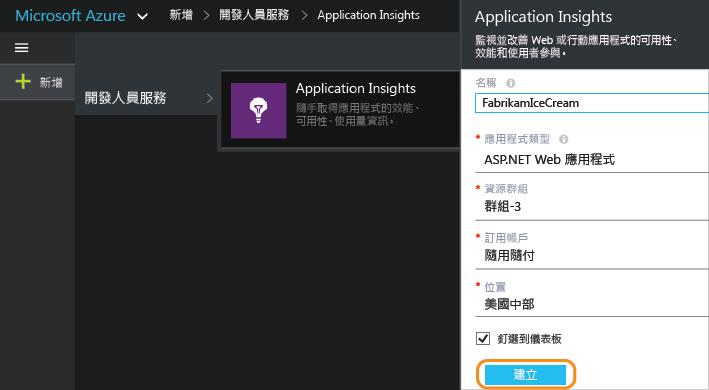 Microsoft Azure 新增 開發人員服務 Application Insights
新增
開發人員服務
Application Insights
隨手取得應用程式的效能、
可用性、使用量資訊。
Application Insights
監視並改善 Web 或行動應用程式的可用性、
效能和使用者參與。
名稱
FabrikamIceCream
* 應用程式類型
ASP.NET Web 應用程式
* 資源群組
群組-3
* 訂用帳戶
隨用隨付
* 位置
美國中部
釘選到儀表板
建立